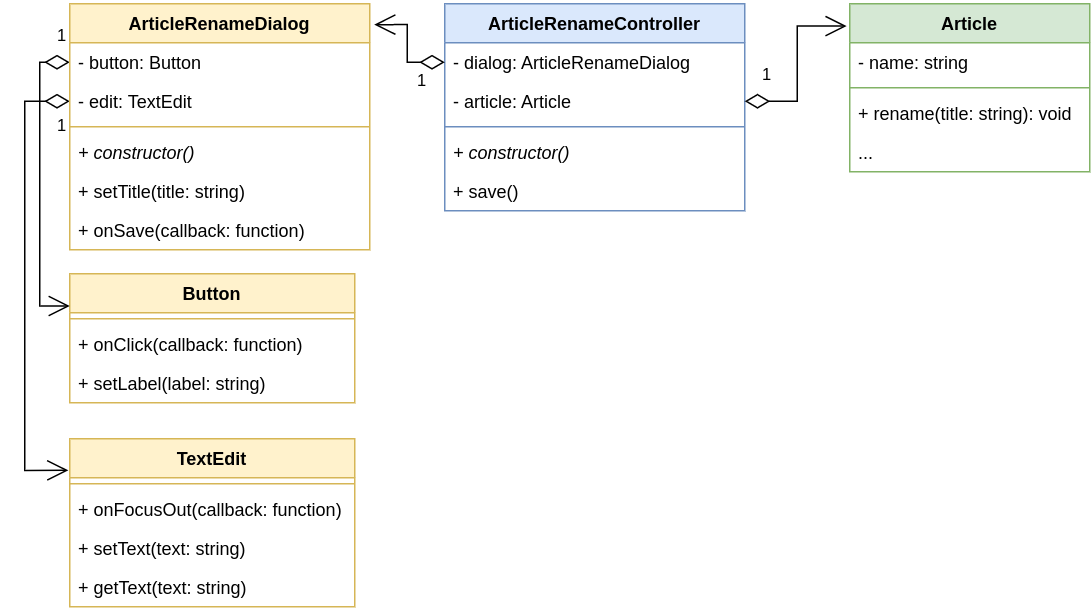 ArticleRenameDialog
1
- button: Button
- edit: TextEdit
1
+ constructor()
+ setTitle(title: string)
+ onSave(callback: function)
ArticleRenameController
- dialog: ArticleRenameDialog
1
- article: Article
1
+ constructor()
+ save()
Article
- name: string
+ rename(title: string): void
...
Button
+ onClick(callback: function)
+ setLabel(label: string)
TextEdit
+ onFocusOut(callback: function)
+ setText(text: string)
+ getText(text: string)